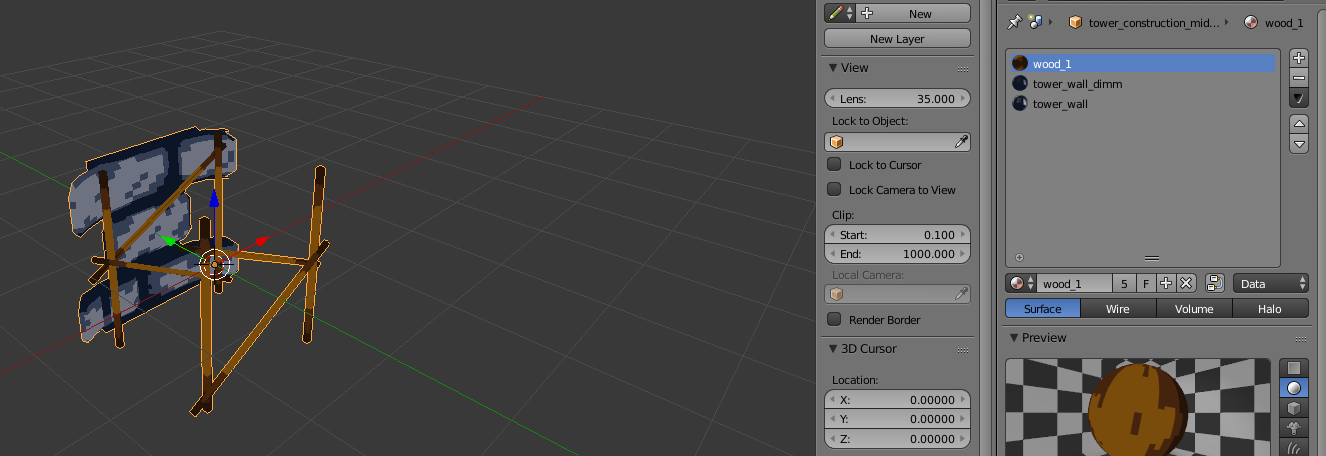 New
New Layer
View
Lens: 35.000
Lock to Object:
Lock to Cursor
Lock Camera to View
Clip:
Start: 0.100
End: 1000.000
Local Camera:
Render Border
3D Cursor
Location:
X: 0.00000
Y: 0.00000
Z: 0.00000
tower_construction_mid... wood_1
wood_1
tower_wall_dimm
tower_wall
wood_1 5 F Data
Surface Wire Volume Halo
Preview